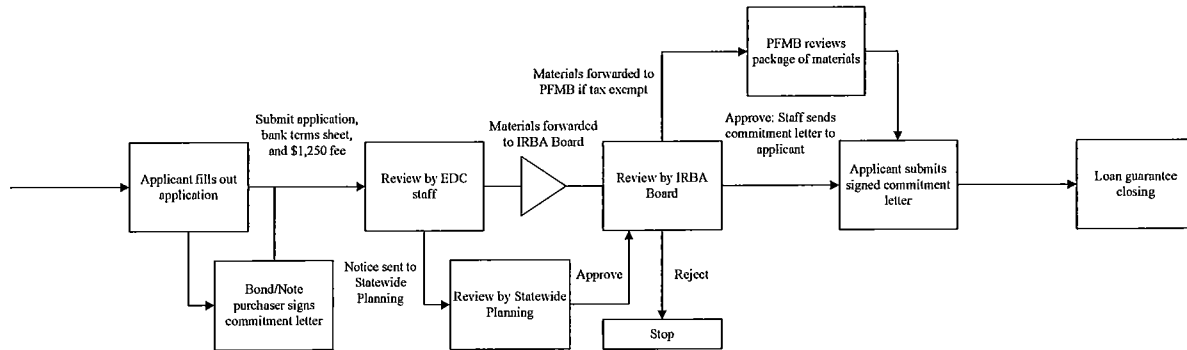 PFMB reviews
package of materials
Materials forwarded to
PFMB if tax exempt
Submit application,
bank terms sheet,
and $1,250 fee
Materials forwarded
to IRBA Board
Approve: Staff sends
commitment letter to
applicant
Applicant fills out
application
Review by EDC
staff
Review by IRBA
Board
Applicant submits
signed commitment
letter
Loan guarantee
closing
Bond/Note
purchaser signs
commitment letter
Notice sent to
Statewide
Planning
Review by Statewide
Planning
Approve
Reject
Stop